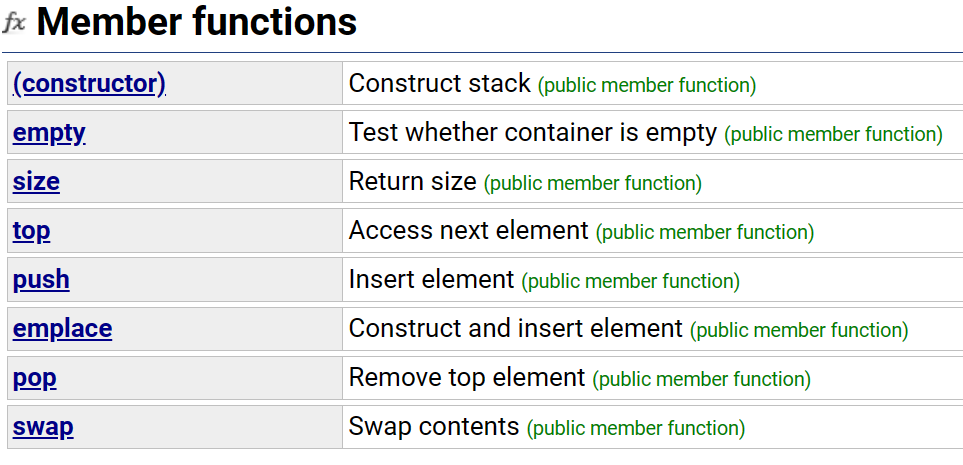 fx Member functions
(constructor) Construct stack (public member function)
empty Test whether container is empty (public member function)
size Return size (public member function)
top Access next element (public member function)
push Insert element (public member function)
emplace Construct and insert element (public member function)
pop Remove top element (public member function)
swap Swap contents (public member function)